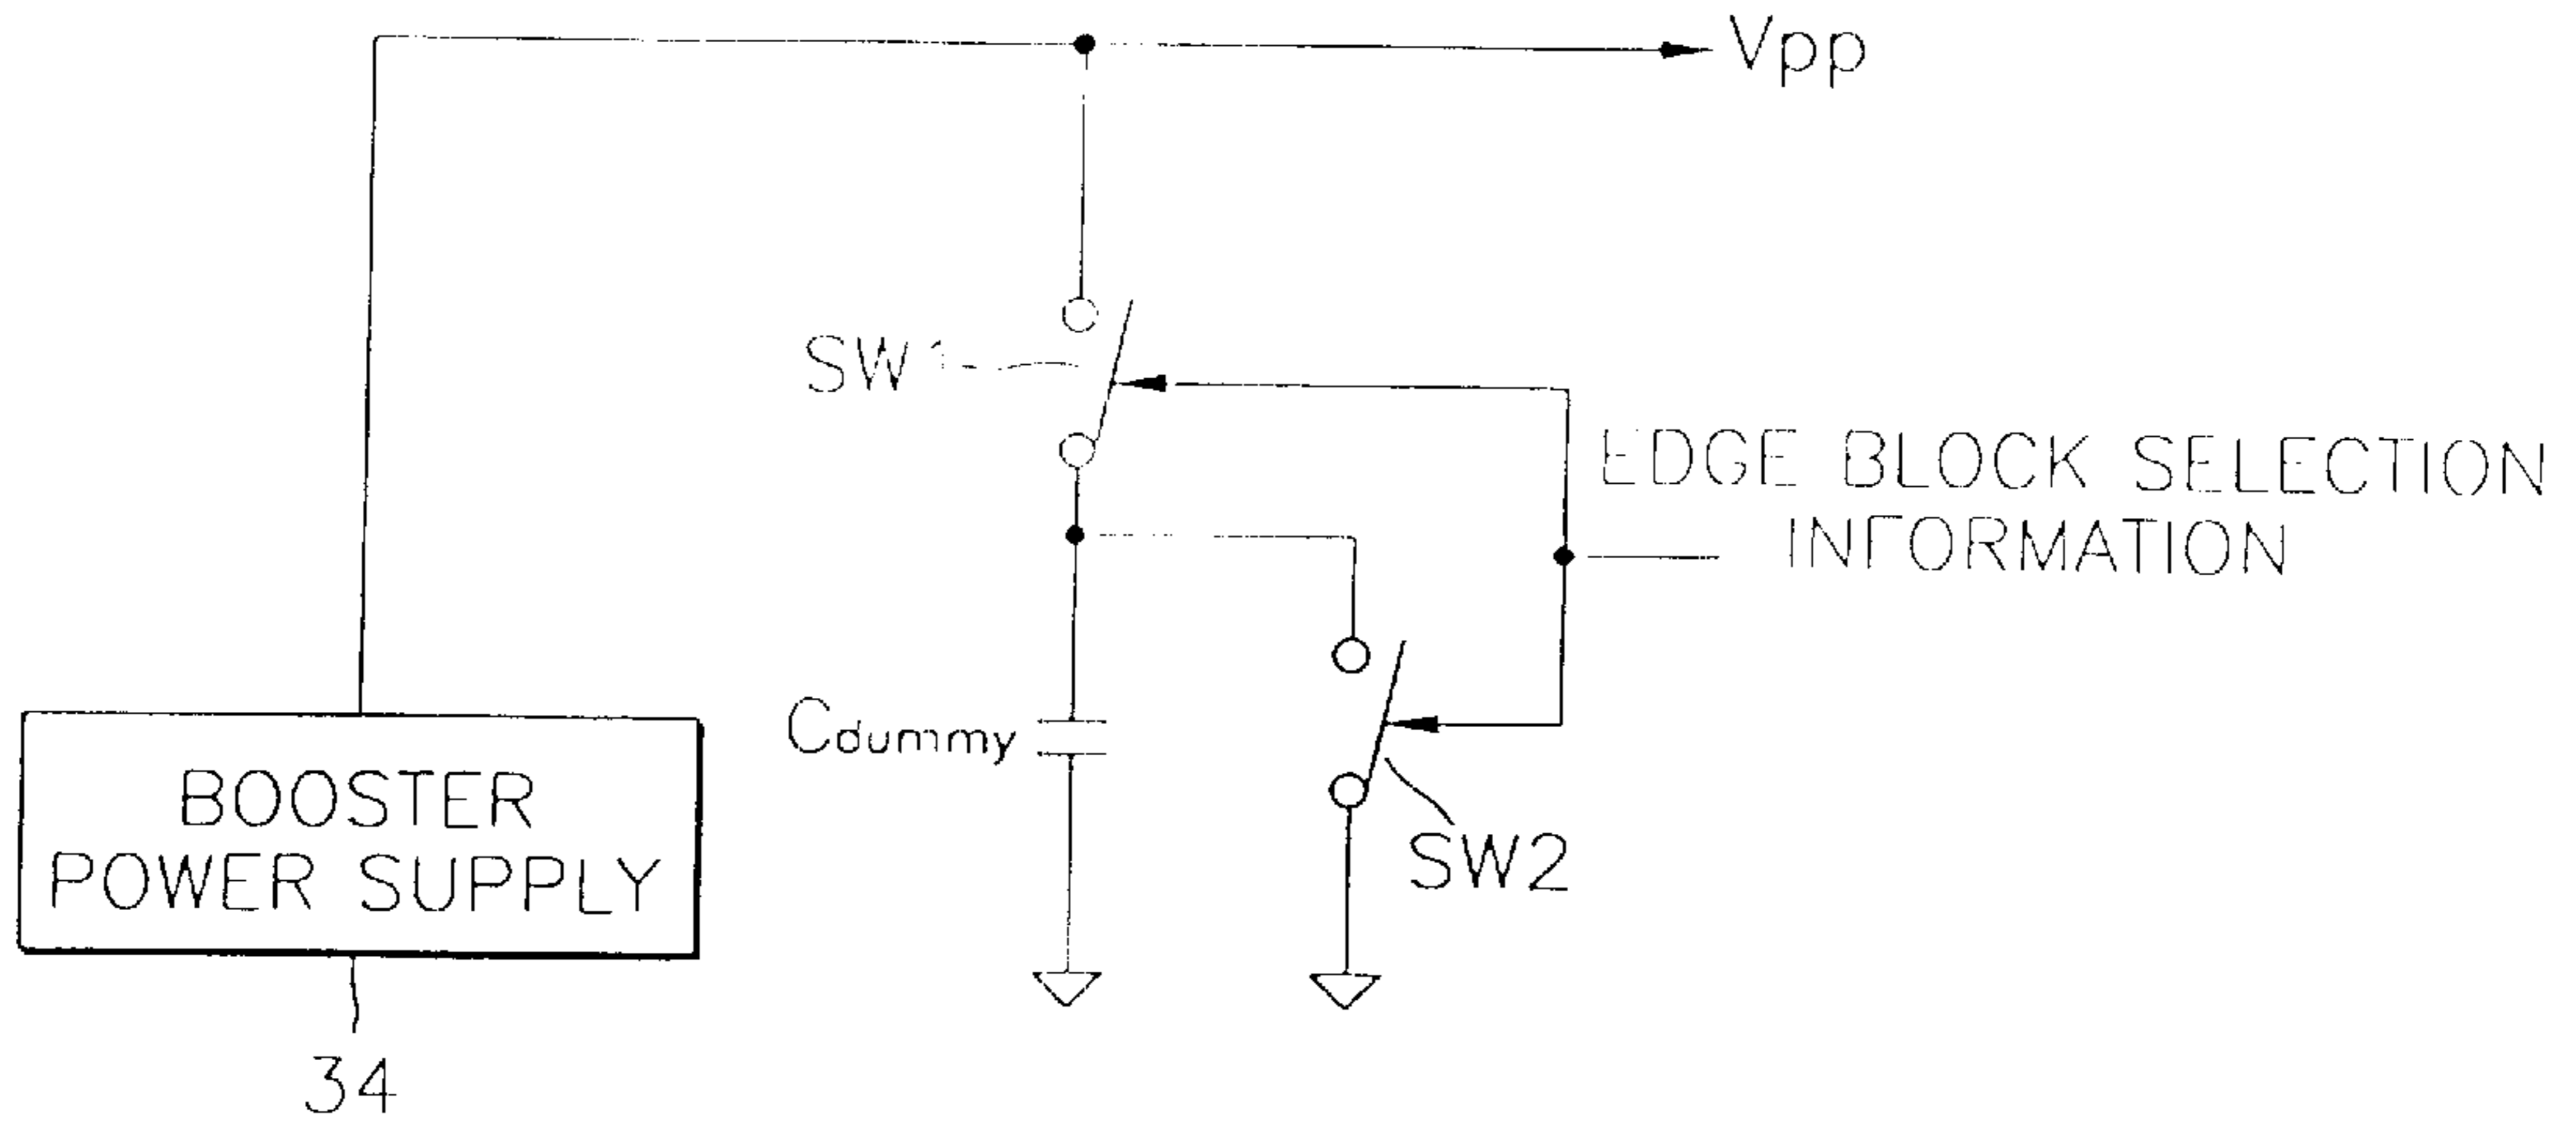 Vpp
SW1
EDGE BLOCK SELECTION
INFORMATION
Cdummy
BOOSTER
POWER SUPPLY
SW2
34